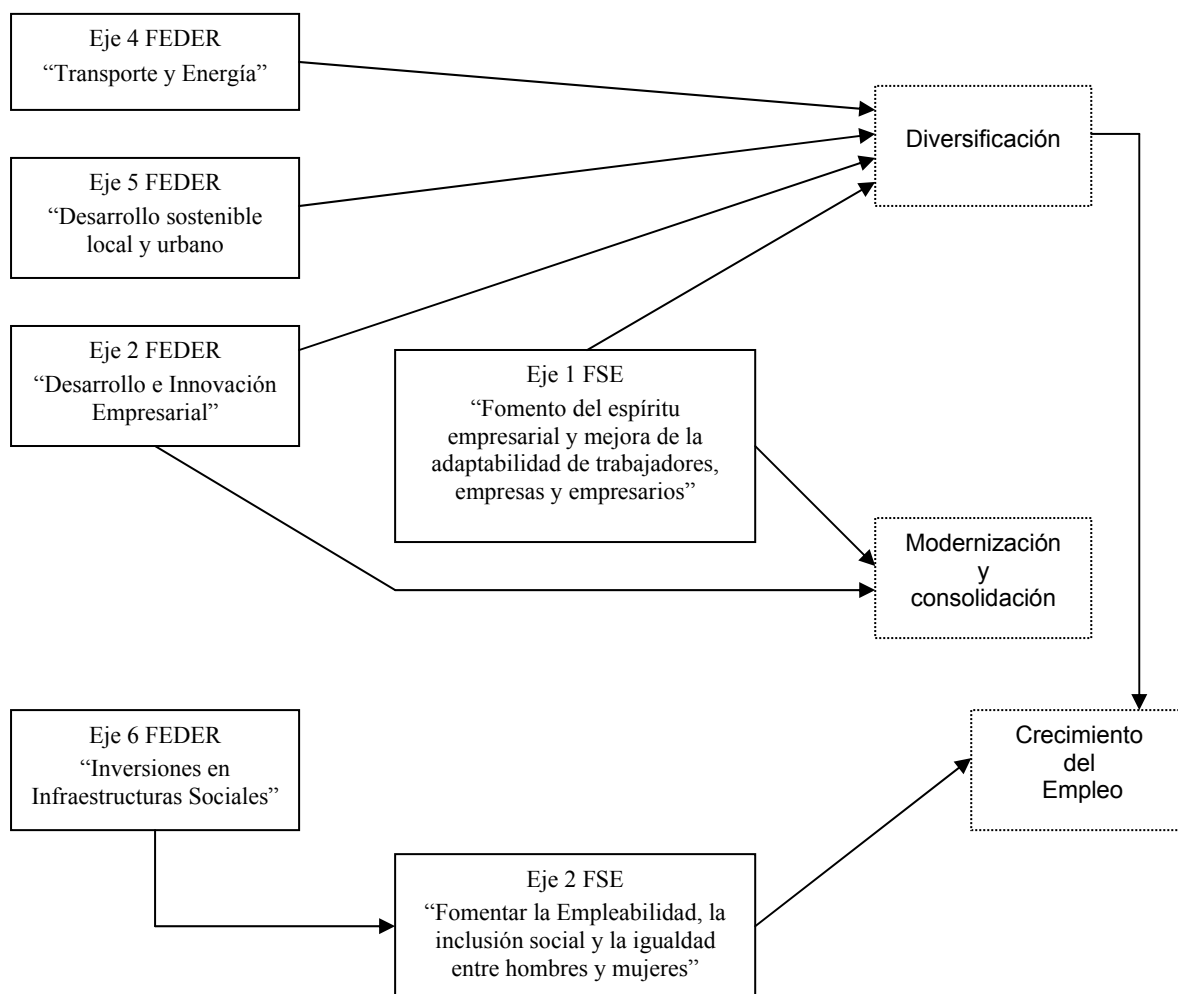 Eje 4 FEDER
“Transporte y Energía”
Diversificación
Eje 5 FEDER
“Desarrollo sostenible
local y urbano
Eje 2 FEDER
“Desarrollo e Innovación
Empresarial”
Eje 1 FSE
“Fomento del espíritu
empresarial y mejora de la
adaptabilidad de trabajadores,
empresas y empresarios”
Modernización
y
consolidación
Eje 6 FEDER
“Inversiones en
Infraestructuras Sociales”
Crecimiento
del
Empleo
Eje 2 FSE
“Fomentar la Empleabilidad, la
inclusión social y la igualdad
entre hombres y mujeres”